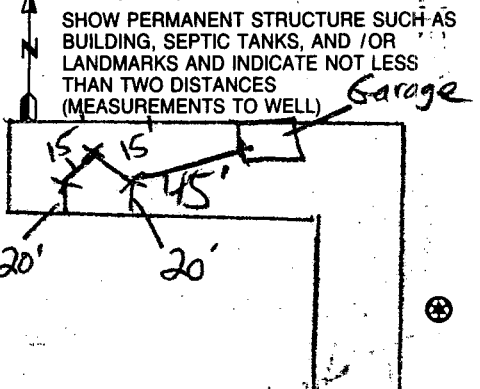 SHOW PERMANENT STRUCTURE SUCH AS
BUILDING, SEPTIC TANKS, AND /OR
N
LANDMARKS AND INDICATE NOT LESS
THAN TWO DISTANCES
(MEASUREMENTS TO WELL)
Garage
15'
15'
45'
20'
20'